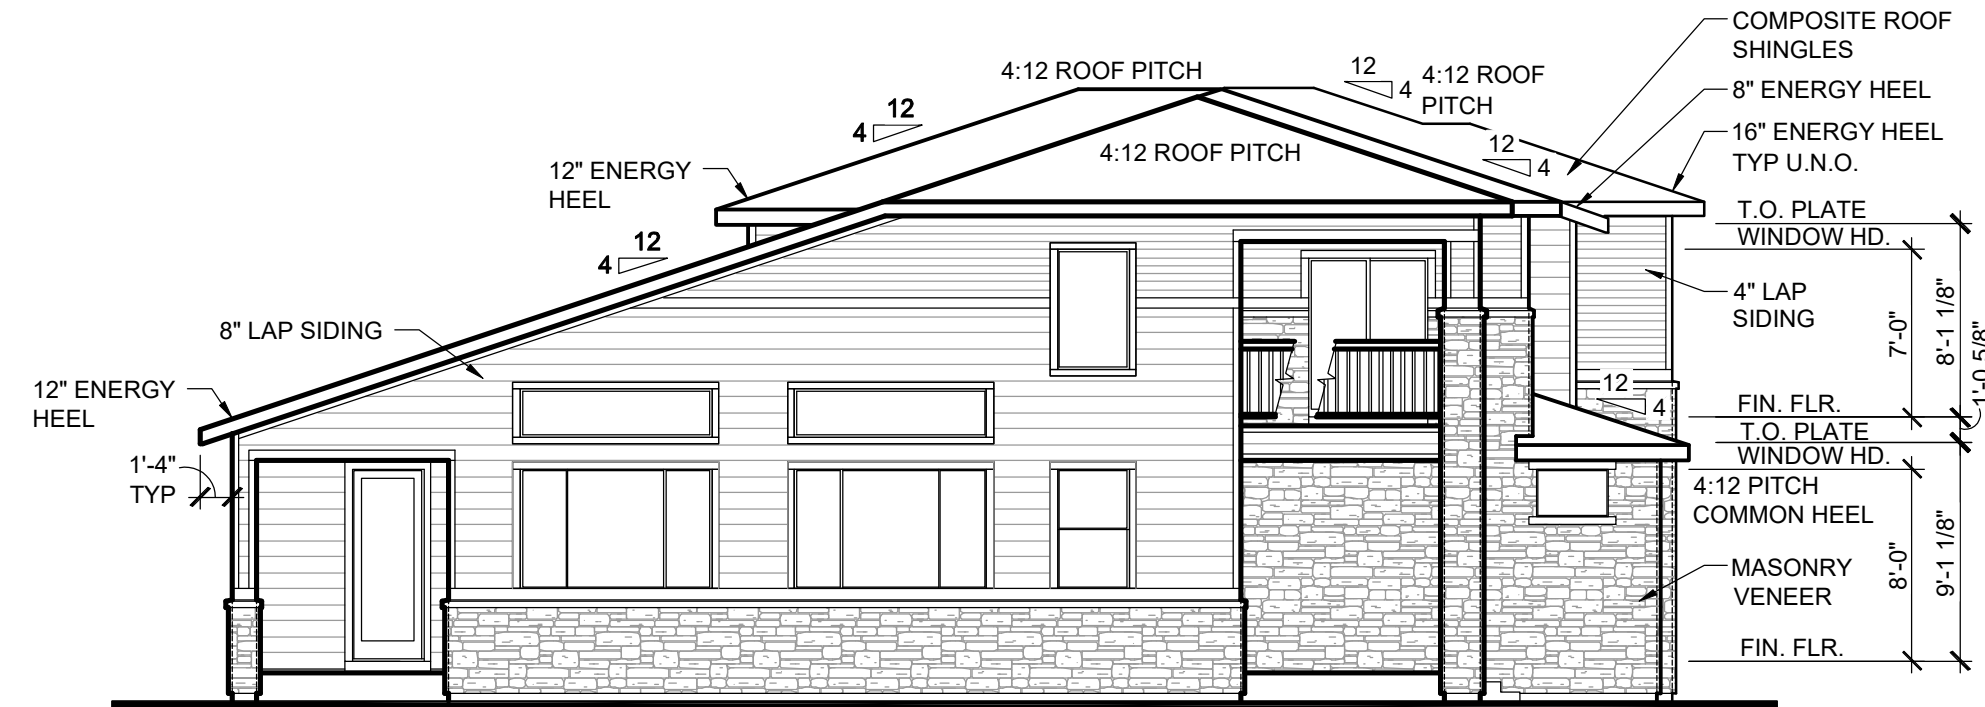 COMPOSITE ROOF
SHINGLES
4:12 ROOF PITCH
12
4
4:12 ROOF
PITCH
8" ENERGY HEEL
12
4
16" ENERGY HEEL
TYP U.N.O.
4:12 ROOF PITCH
12
4
12" ENERGY
HEEL
T.O. PLATE
WINDOW HD.
12
4
4" LAP
SIDING
8" LAP SIDING
7'-0"
8'-1 1/8"
1'-0 5/8"
12" ENERGY
HEEL
12
4
FIN. FLR.
T.O. PLATE
WINDOW HD.
1'-4"
TYP
4:12 PITCH
COMMON HEEL
8'-0"
9'-1 1/8"
MASONRY
VENEER
FIN. FLR.